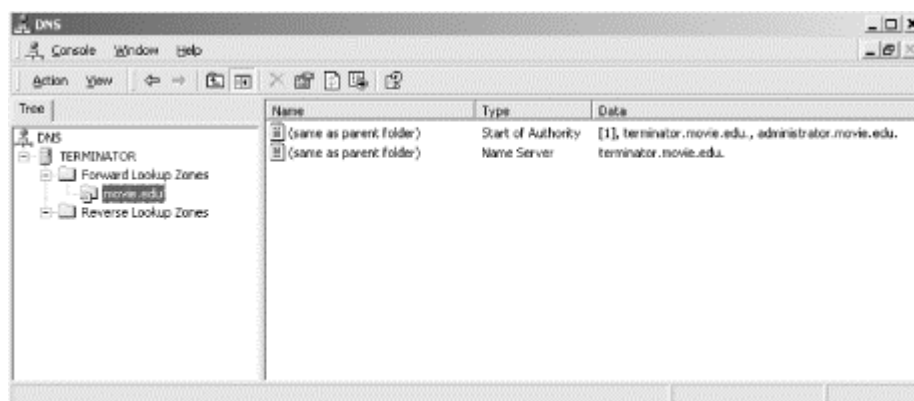 DNS
Console Window Help
Action View
Tree
Name Type Data
DNS
TERMINATOR
Forward Lookup Zones
movie.edu
Reverse Lookup Zones
(same as parent folder) Start of Authority [1], terminator.movie.edu., administrator.movie.edu.
(same as parent folder) Name Server terminator.movie.edu.